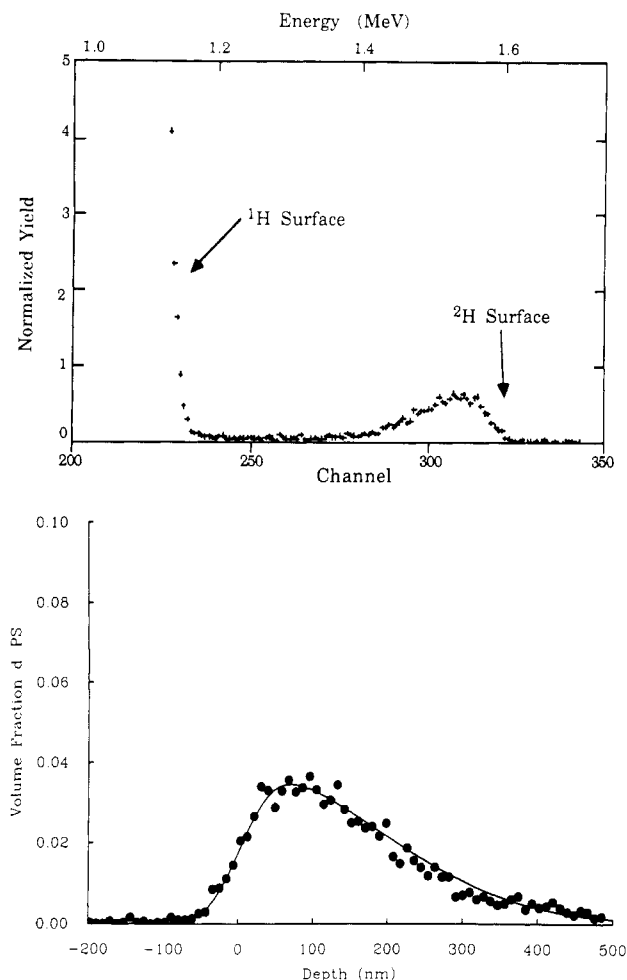 Energy (MeV)
1.0 1.2 1.4 1.6
5
4
3
2
1
0
Normalized Yield
¹H Surface
²H Surface
200 250 300 350
Channel
0.10
0.08
0.06
0.04
0.02
0.00
Volume Fraction d PS
-200 -100 0 100 200 300 400 500
Depth (nm)